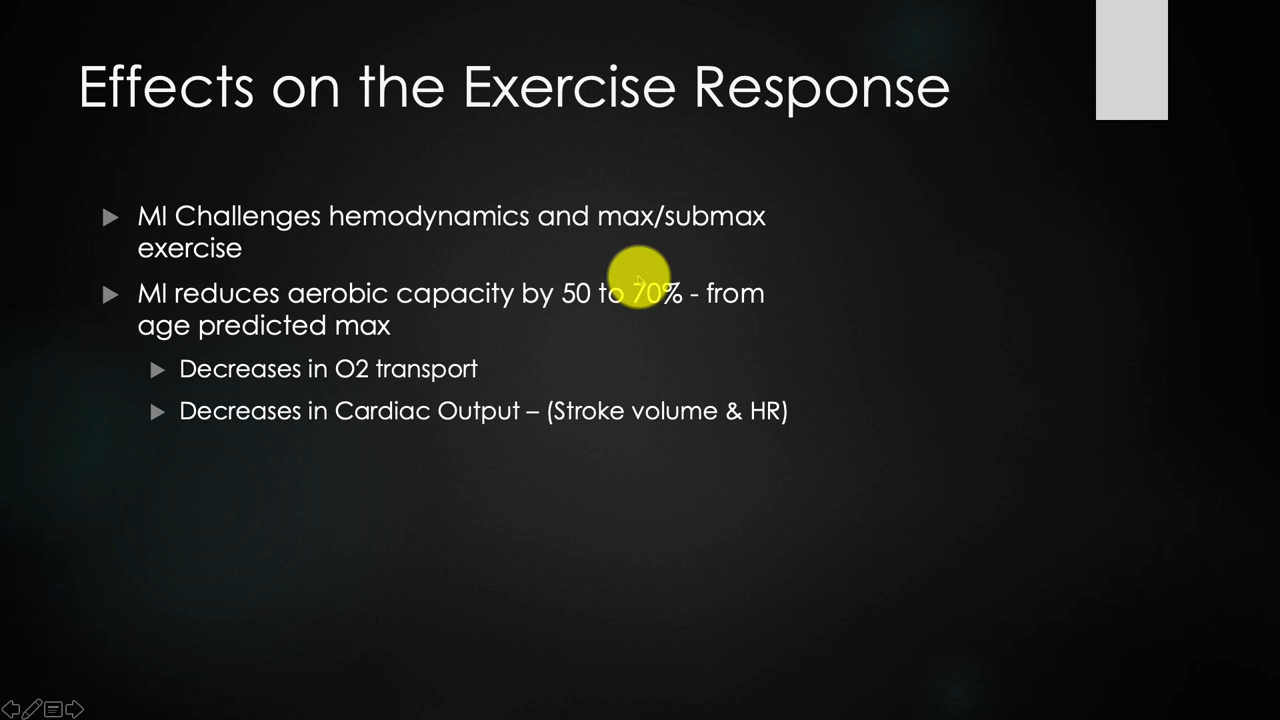 Effects on the Exercise Response
MI Challenges hemodynamics and max/submax
exercise
MI reduces aerobic capacity by 50 to 70% - from
age predicted max
Decreases in O2 transport
Decreases in Cardiac Output – (Stroke volume & HR)